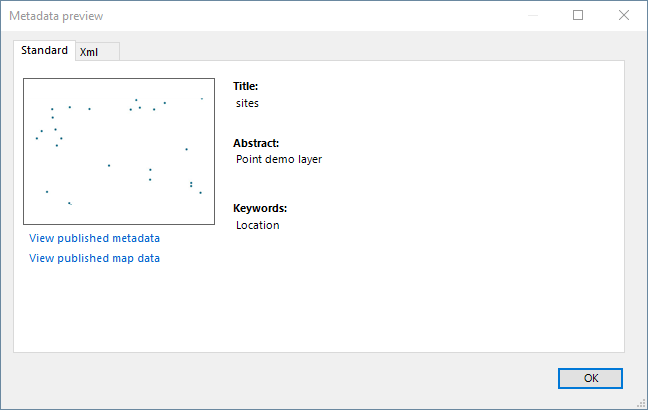 Metadata preview
Standard
Xml
Title:
sites
Abstract:
Point demo layer
Keywords:
Location
View published metadata
View published map data
OK